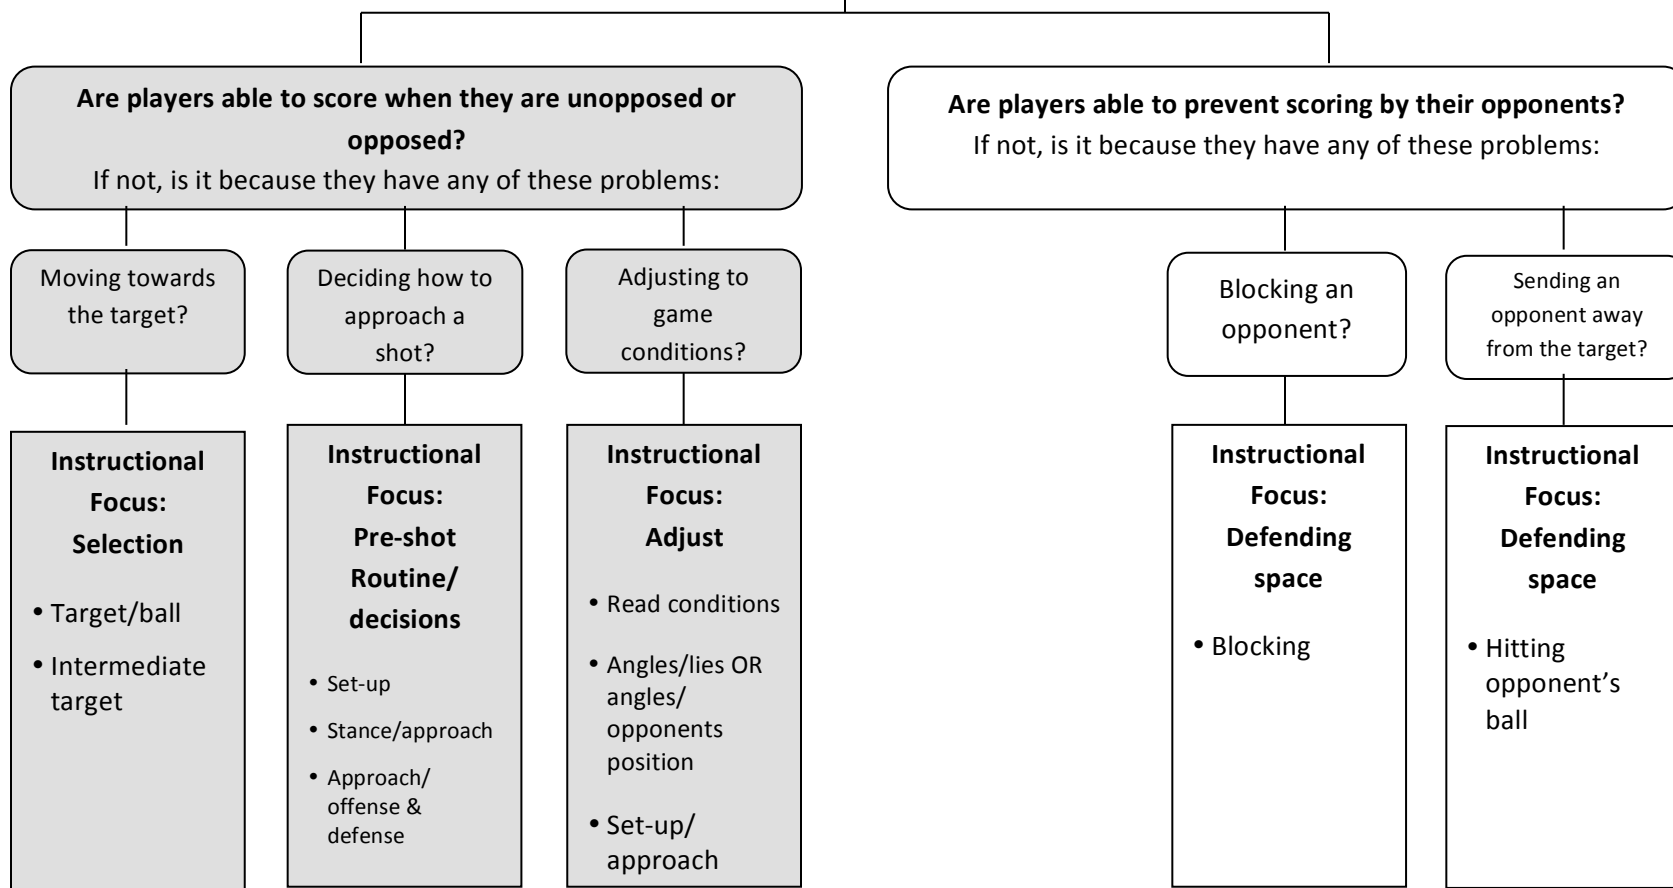 Are players able to score when they are unopposed or
opposed?
If not, is it because they have any of these problems:
Are players able to prevent scoring by their opponents?
If not, is it because they have any of these problems:
Moving towards
the target?
Deciding how to
approach a
shot?
Adjusting to
game
conditions?
Blocking an
opponent?
Sending an
opponent away
from the target?
Instructional
Focus:
Selection
• Target/ball
• Intermediate
target
Instructional
Focus:
Pre-shot
Routine/
decisions
• Set-up
• Stance/approach
• Approach/
offense &
defense
Instructional
Focus:
Adjust
• Read conditions
• Angles/lies OR
angles/
opponents
position
• Set-up/
approach
Instructional
Focus:
Defending
space
• Blocking
Instructional
Focus:
Defending
space
• Hitting
opponent’s
ball